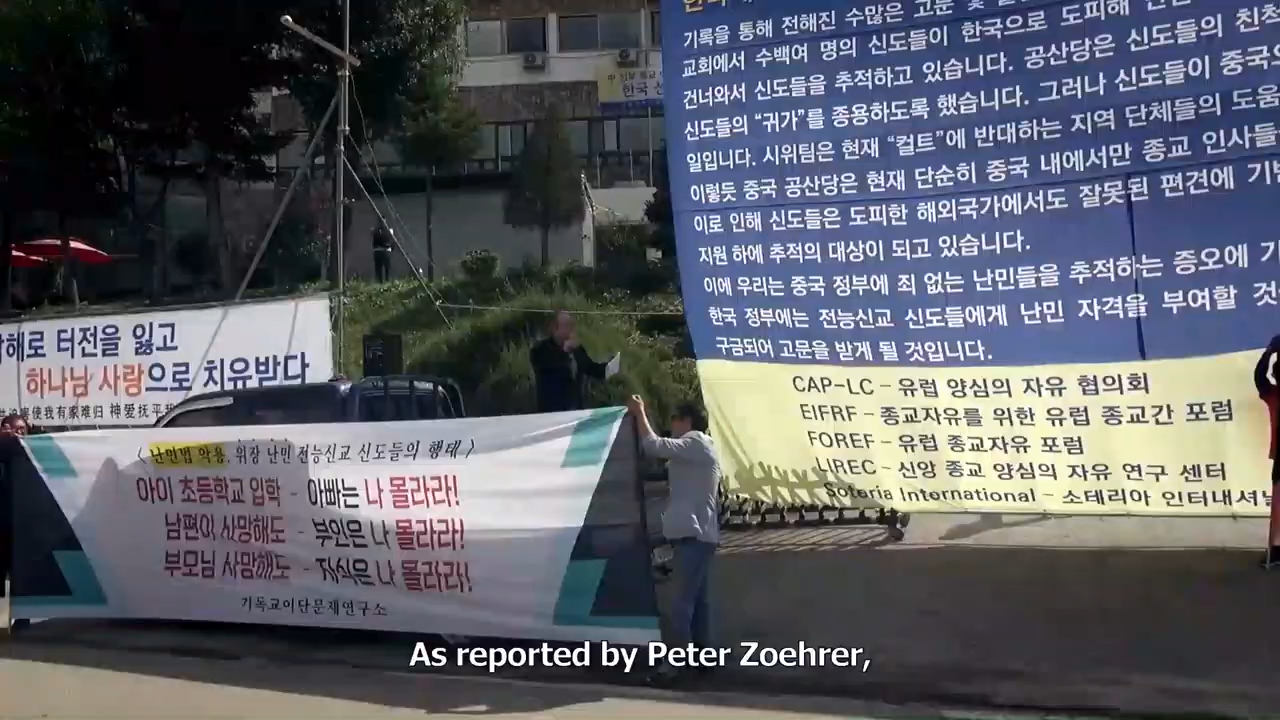 기록을 통해 전해진 수많은 고문 및
교회에서 수백여 명의 신도들이 한국으로 도피해
신도들을 추적하고 있습니다. 공산당은 신도들의 친척
건너와서 신도들의 "귀가"를 종용하도록 했습니다. 그러나 신도들이 중국으
일입니다. 시위팀은 현재 "컬트"에 반대하는 지역 단체들의 도움
이렇듯 중국 공산당은 현재 단순히 중국 내에서만 종교 인사들
이로 인해 신도들은 도피한 해외국가에서도 잘못된 편견에
지원 하에 추적의 대상이 되고 있습니다.
이에 우리는 중국 정부에 죄 없는 난민들을 추적하는 증오에
한국 정부에는 전능신교 신도들에게 난민 자격을 부여할 것
구금되어 고문을 받게 될 것입니다.
CAP-LC - 유럽 양심의 자유 협의회
EIFRF - 종교자유를 위한 유럽 종교간 포럼
FOREF - 유럽 종교자유 포럼
LIREC - 신앙 종교 양심의 자유 연구 센터
Soteria International - 소테리아 인터내셔널
해로 터전을 잃고
하나님 사랑으로 치유받다
害使我有家难归 神爱抚平
< 난민법 악용, 위장 난민 전능신교 신도들의 행태 >
아이 초등학교 입학 - 아빠는 나 몰라라!
남편이 사망해도 - 부인은 나 몰라라!
부모님 사망해도 - 자식은 나 몰라라!
기독교이단문제연구소
As reported by Peter Zoehrer,